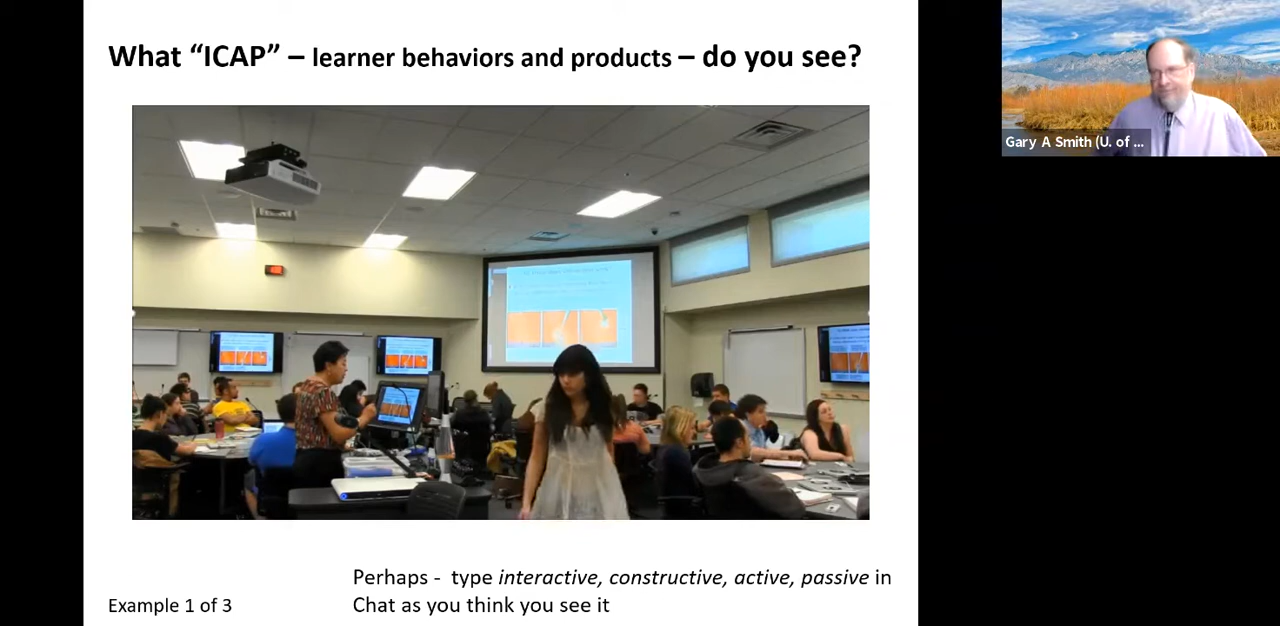 What “ICAP” – learner behaviors and products – do you see?
Gary A Smith (U. of ...
Perhaps - type interactive, constructive, active, passive in
Chat as you think you see it
Example 1 of 3